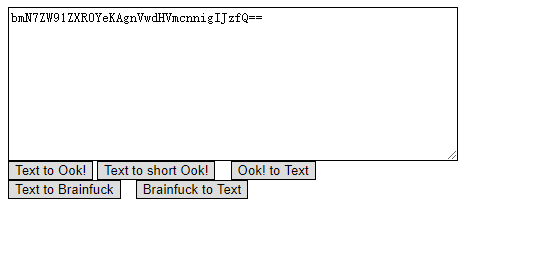 bmN7ZW91ZXR0YeKAgnVwdHVmcnnigIJzfQ==
Text to Ook! Text to short Ook! Ook! to Text
Text to Brainfuck Brainfuck to Text